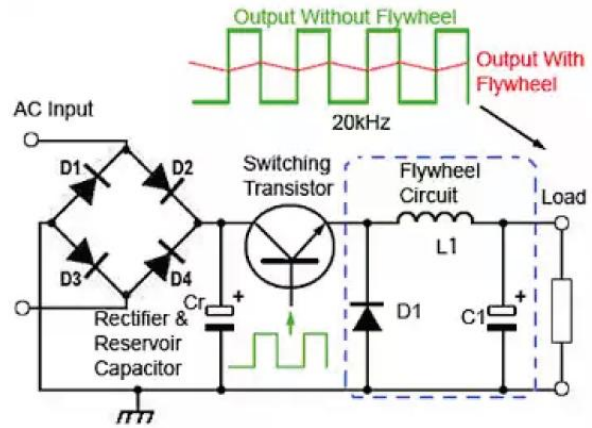 Output Without Flywheel
Output With
Flywheel
20kHz
AC Input
D1
D2
Switching
Transistor
Flywheel
Circuit
Load
L1
D3
D4
Cr
+
D1
C1
+
Rectifier &
Reservoir
Capacitor